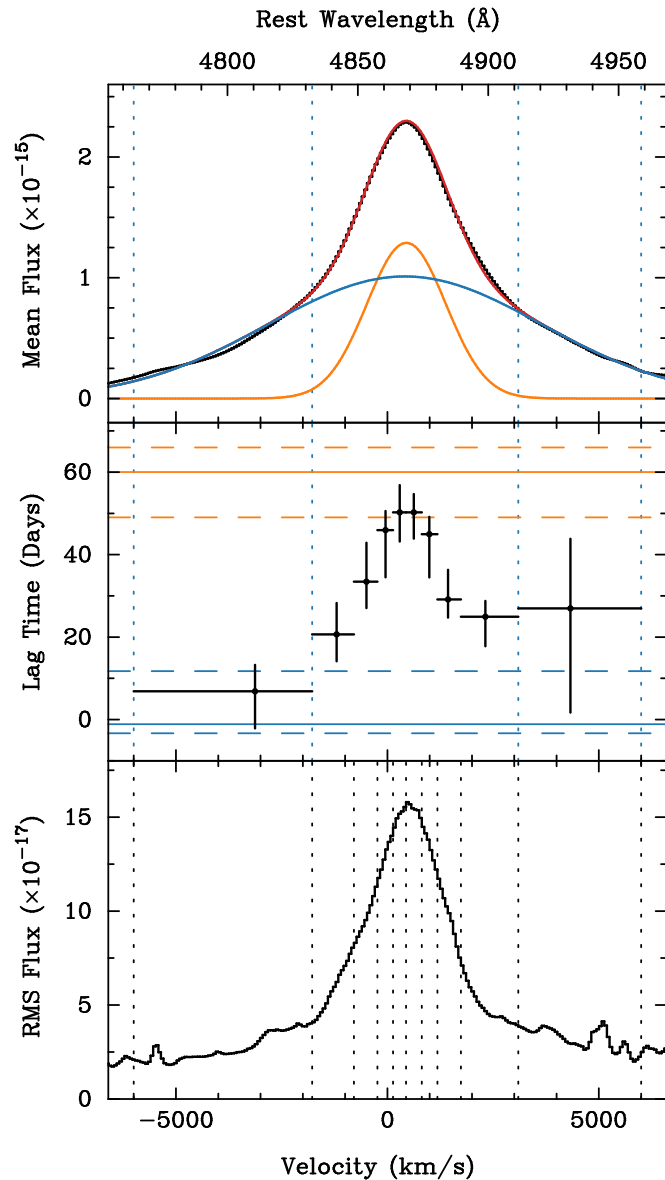 Rest Wavelength (Å)
4800 4850 4900 4950
Mean Flux (×10⁻¹⁵)
2
1
0
Lag Time (Days)
60
40
20
0
RMS Flux (×10⁻¹⁷)
15
10
5
0
−5000 0 5000
Velocity (km/s)